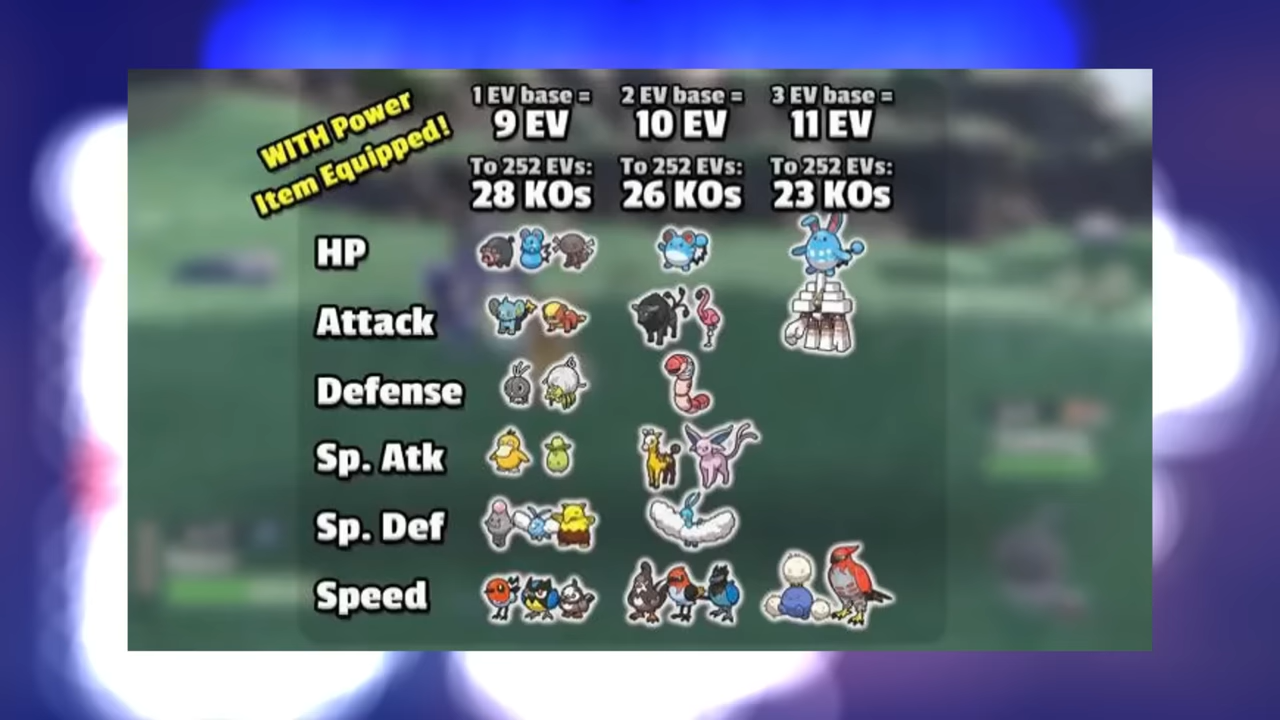 WITH Power
Item Equipped!
1 EV base =
9 EV
To 252 EVs:
28 KOs
2 EV base =
10 EV
To 252 EVs:
26 KOs
3 EV base =
11 EV
To 252 EVs:
23 KOs
HP
Attack
Defense
Sp. Atk
Sp. Def
Speed